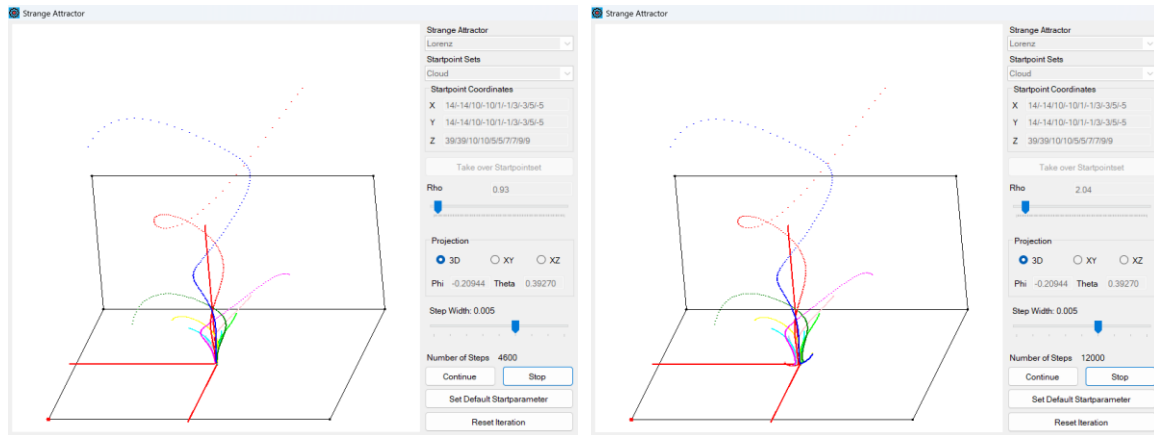 Strange Attractor
Strange Attractor
Lorenz
Startpoint Sets
Cloud
Startpoint Coordinates
X 14/-14/10/-10/1/-1/3/-3/5/-5
Y 14/-14/10/-10/1/-1/3/-3/5/-5
Z 39/39/10/10/5/5/7/7/9/9
Take over Startpointset
Rho 0.93
Projection
3D XY XZ
Phi -0.20944 Theta 0.39270
Step Width: 0.005
Number of Steps 4600
Continue Stop
Set Default Startparameter
Reset Iteration
Strange Attractor
Strange Attractor
Lorenz
Startpoint Sets
Cloud
Startpoint Coordinates
X 14/-14/10/-10/1/-1/3/-3/5/-5
Y 14/-14/10/-10/1/-1/3/-3/5/-5
Z 39/39/10/10/5/5/7/7/9/9
Take over Startpointset
Rho 2.04
Projection
3D XY XZ
Phi -0.20944 Theta 0.39270
Step Width: 0.005
Number of Steps 12000
Continue Stop
Set Default Startparameter
Reset Iteration